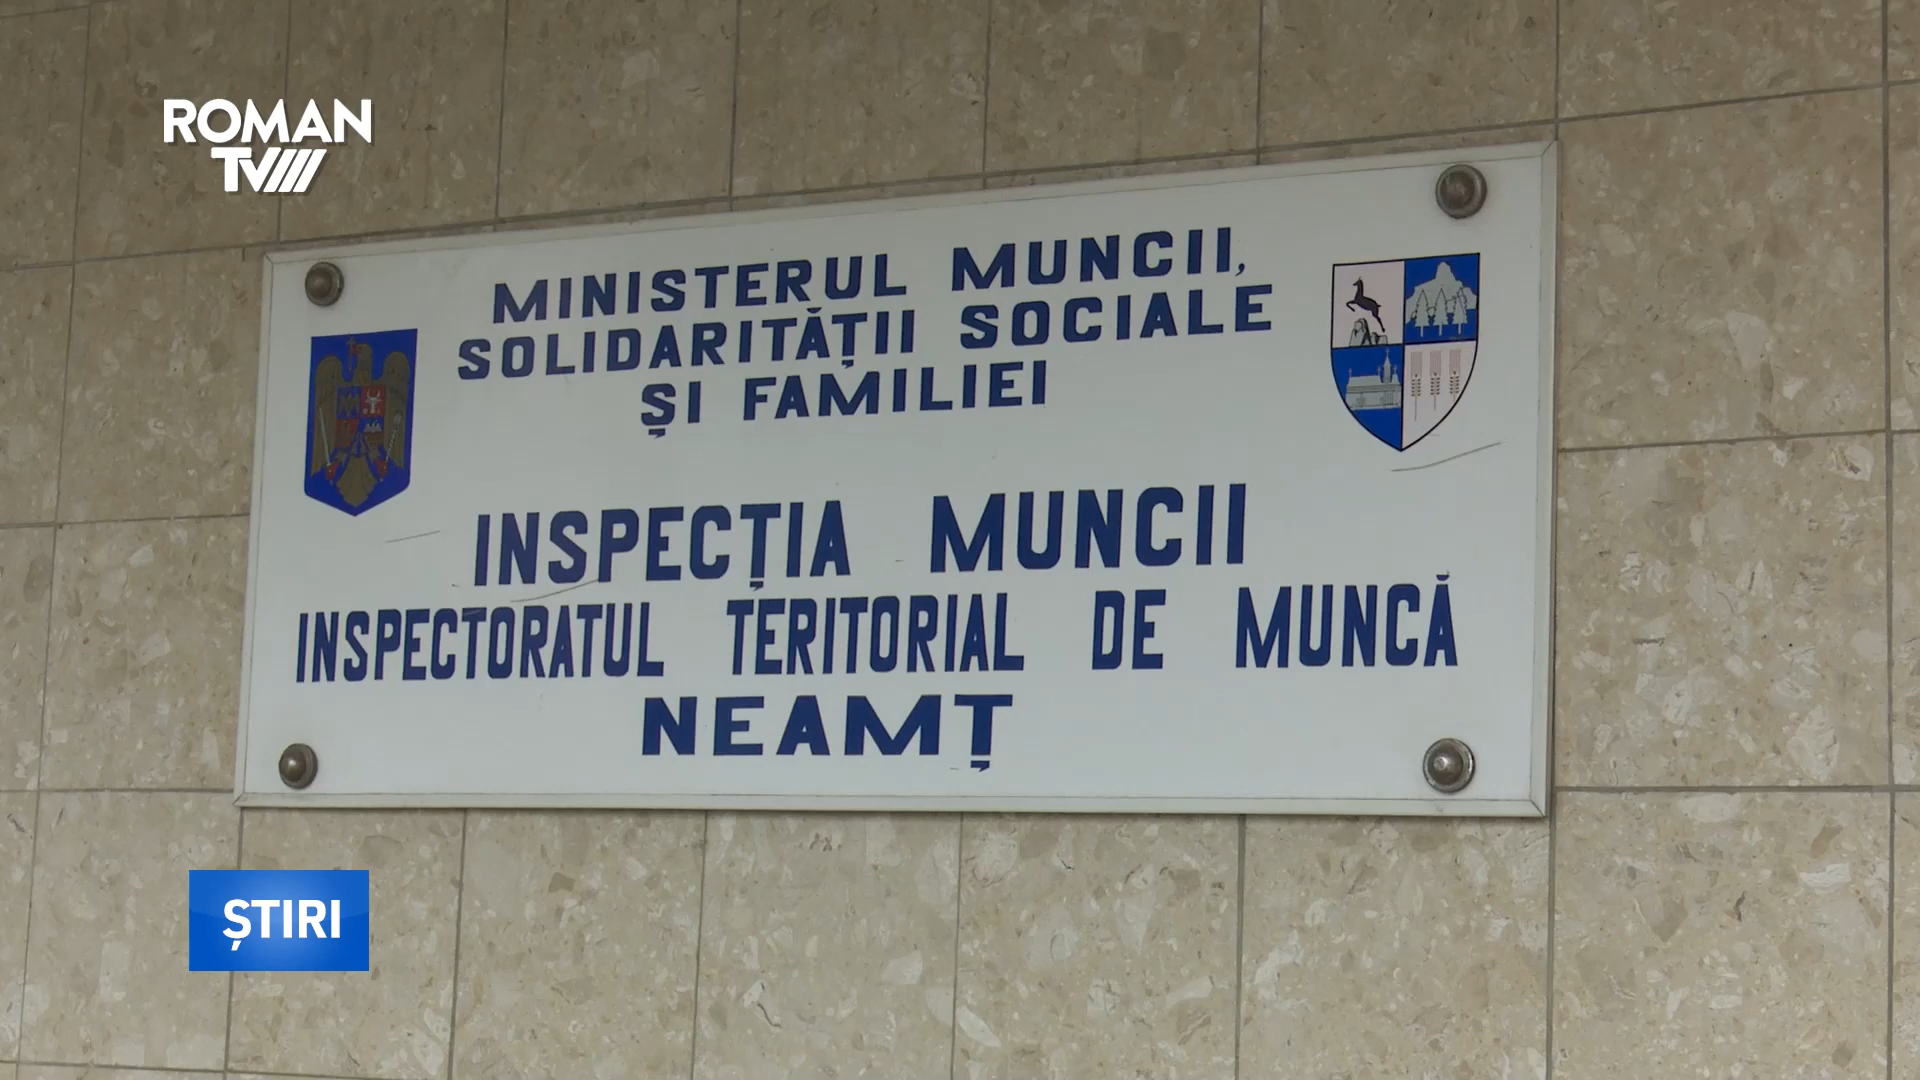 ROMAN
TV
MINISTERUL MUNCII,
SOLIDARITĂȚII SOCIALE
ȘI FAMILIEI
INSPECȚIA MUNCII
INSPECTORATUL TERITORIAL DE MUNCĂ
NEAMȚ
ȘTIRI